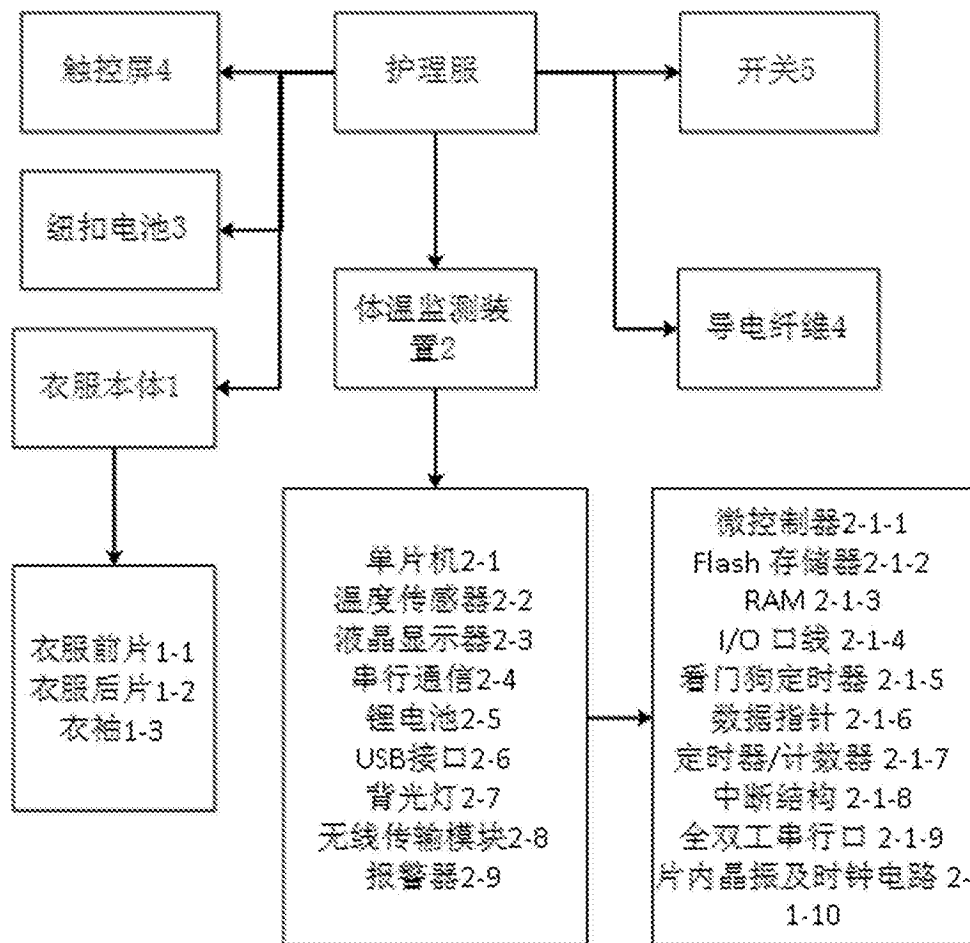 触控屏4
护理服
开关5
纽扣电池3
体温监测装
置2
导电纤维4
衣服本体1
衣服前片1-1
衣服后片1-2
衣袖1-3
单片机2-1
温度传感器2-2
液晶显示器2-3
串行通信2-4
锂电池2-5
USB接口2-6
背光灯2-7
无线传输模块2-8
报警器2-9
微控制器2-1-1
Flash 存储器2-1-2
RAM 2-1-3
I/O 口线 2-1-4
看门狗定时器 2-1-5
数据指针 2-1-6
定时器/计数器 2-1-7
中断结构 2-1-8
全双工串行口 2-1-9
片内晶振及时钟电路 2-
1-10